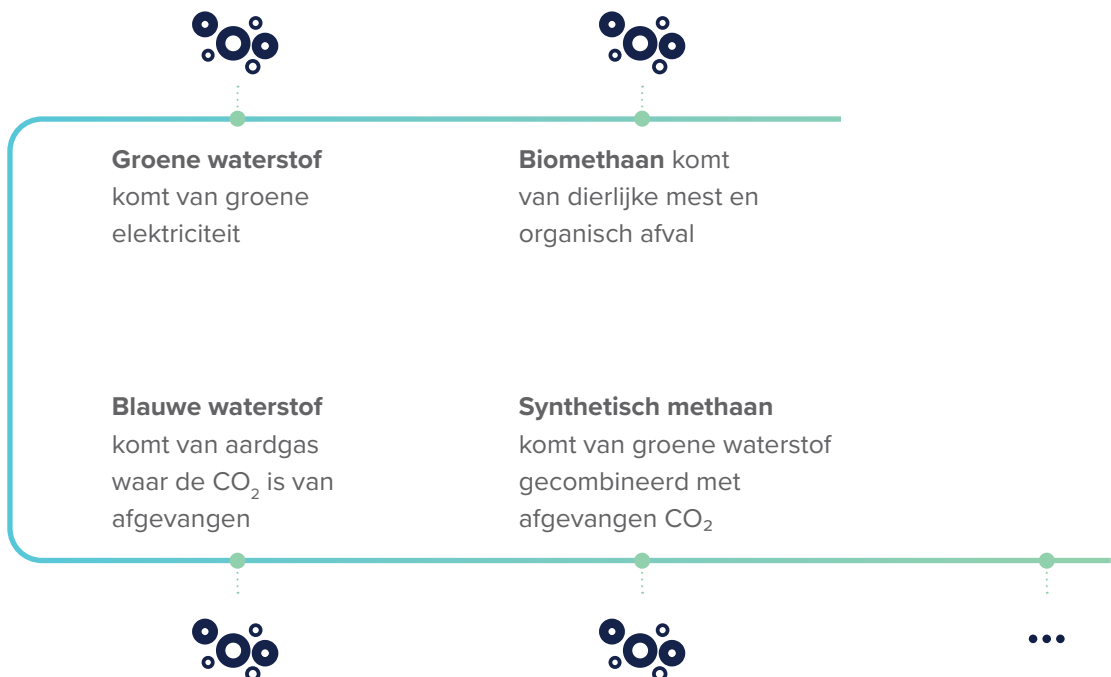 Groene waterstof
komt van groene
elektriciteit
Biomethaan komt
van dierlijke mest en
organisch afval
Blauwe waterstof
komt van aardgas
waar de CO₂ is van
afgevangen
Synthetisch methaan
komt van groene waterstof
gecombineerd met
afgevangen CO₂
...